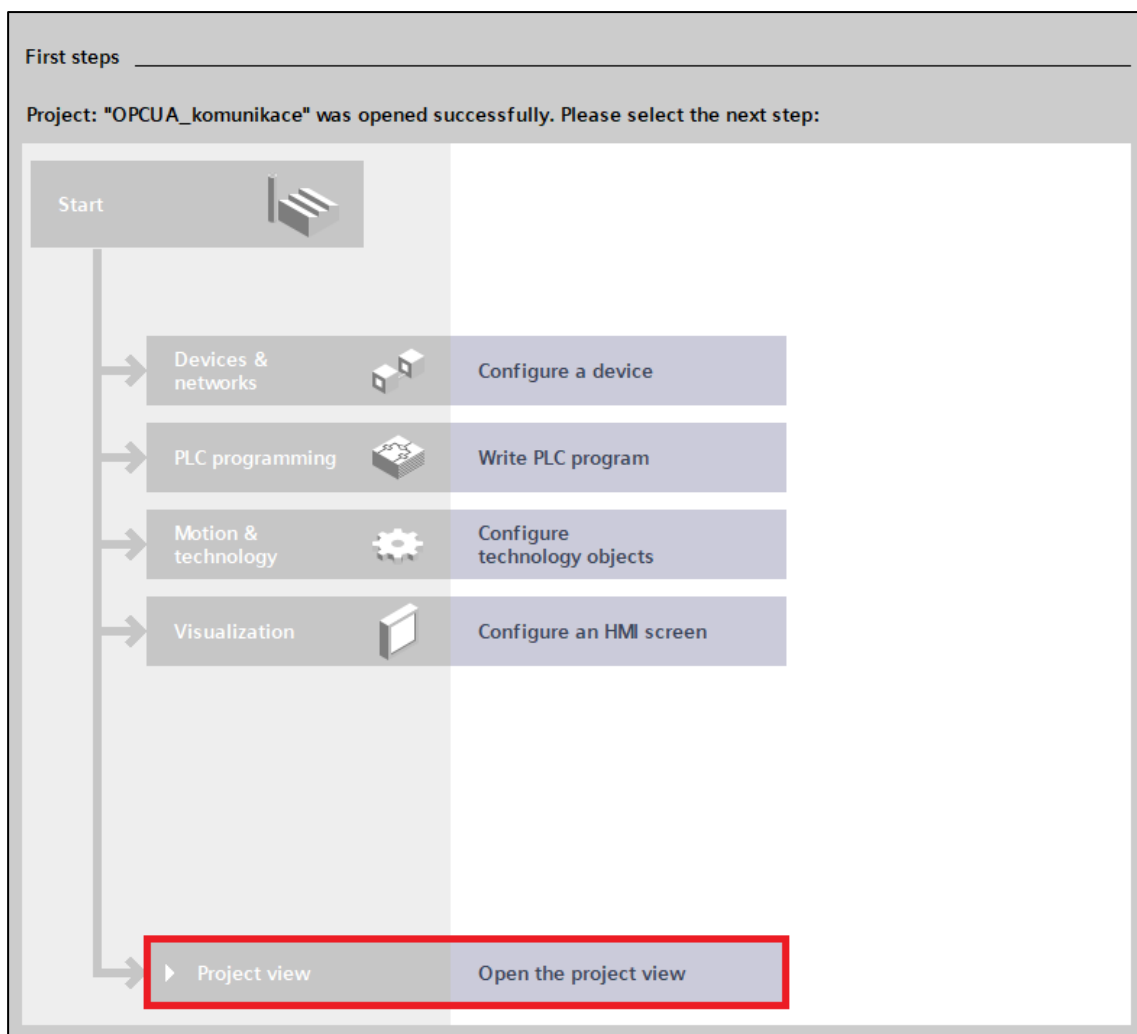 First steps
Project: "OPCUA_komunikace" was opened successfully. Please select the next step:
Start
Devices &
networks
Configure a device
PLC programming
Write PLC program
Motion &
technology
Configure
technology objects
Visualization
Configure an HMI screen
Project view
Open the project view